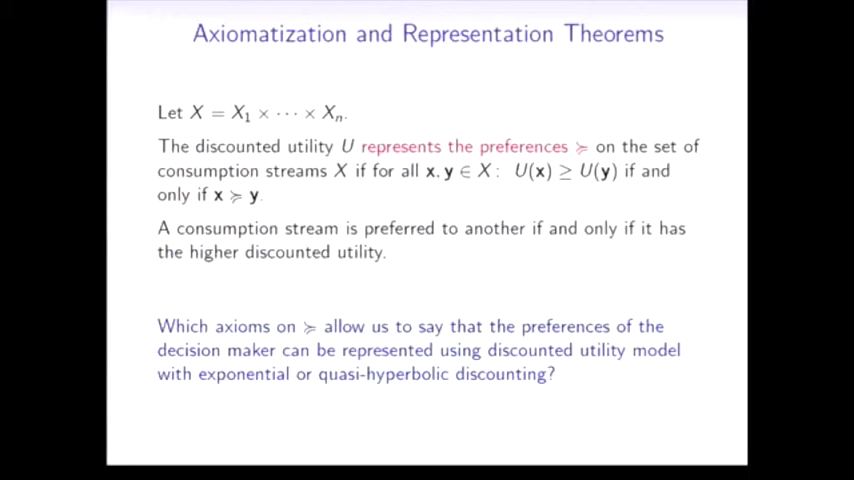 Axiomatization and Representation Theorems
Let X = X₁ × ··· × Xₙ.
The discounted utility U represents the preferences ≽ on the set of
consumption streams X if for all x, y ∈ X : U(x) ≥ U(y) if and
only if x ≽ y.
A consumption stream is preferred to another if and only if it has
the higher discounted utility.
Which axioms on ≽ allow us to say that the preferences of the
decision maker can be represented using discounted utility model
with exponential or quasi-hyperbolic discounting?